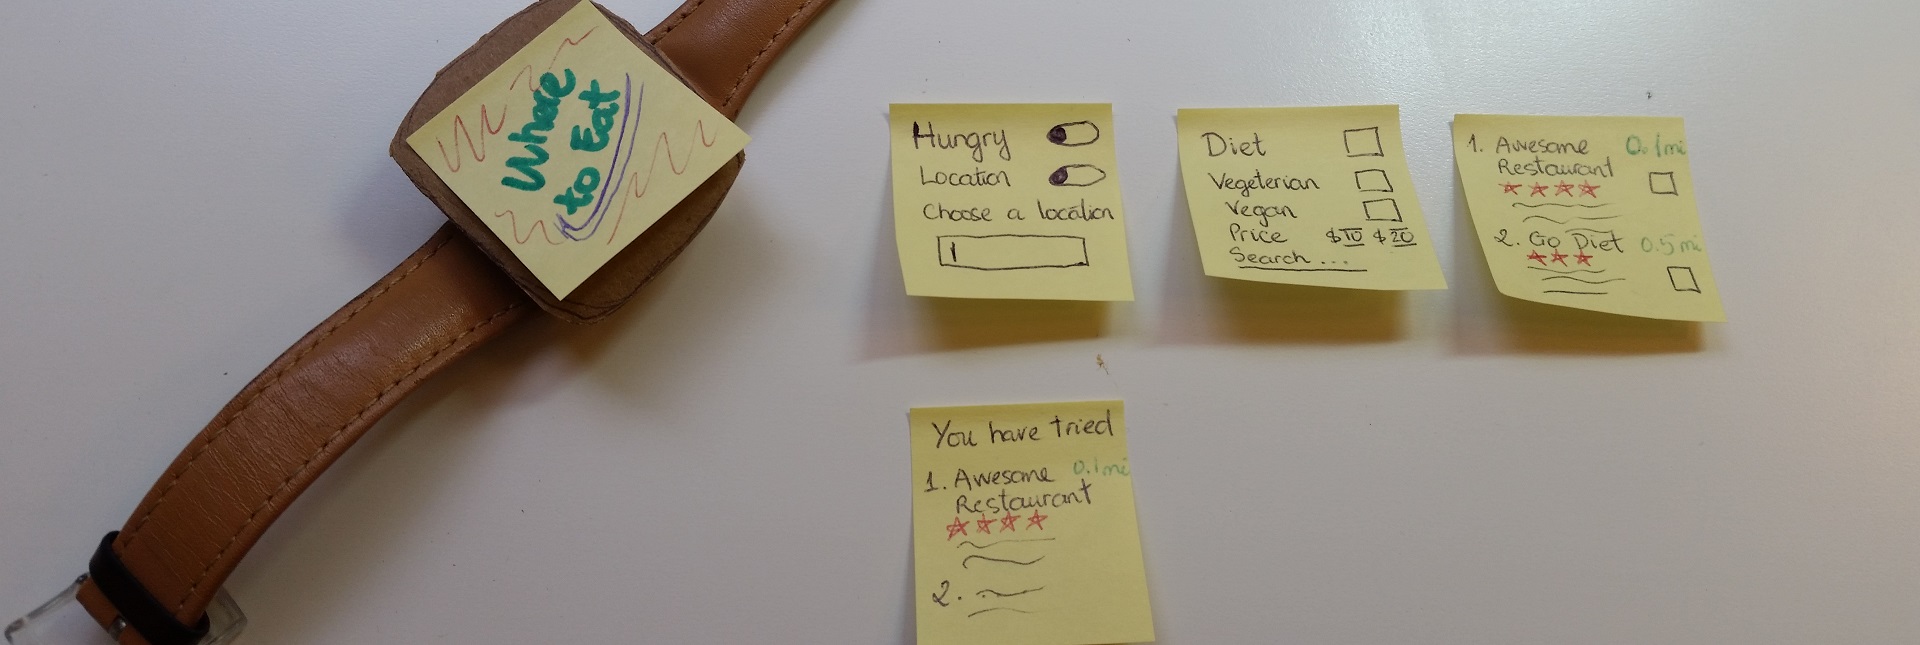 Where
to Eat
Hungry
Location
Choose a location
Diet
Vegeterian
Vegan
Price $10 $20
Search ...
1. Awesome 0.1mi
Restaurant
2. Go Diet 0.5mi
You have tried
1. Awesome 0.1mi
Restaurant
2.